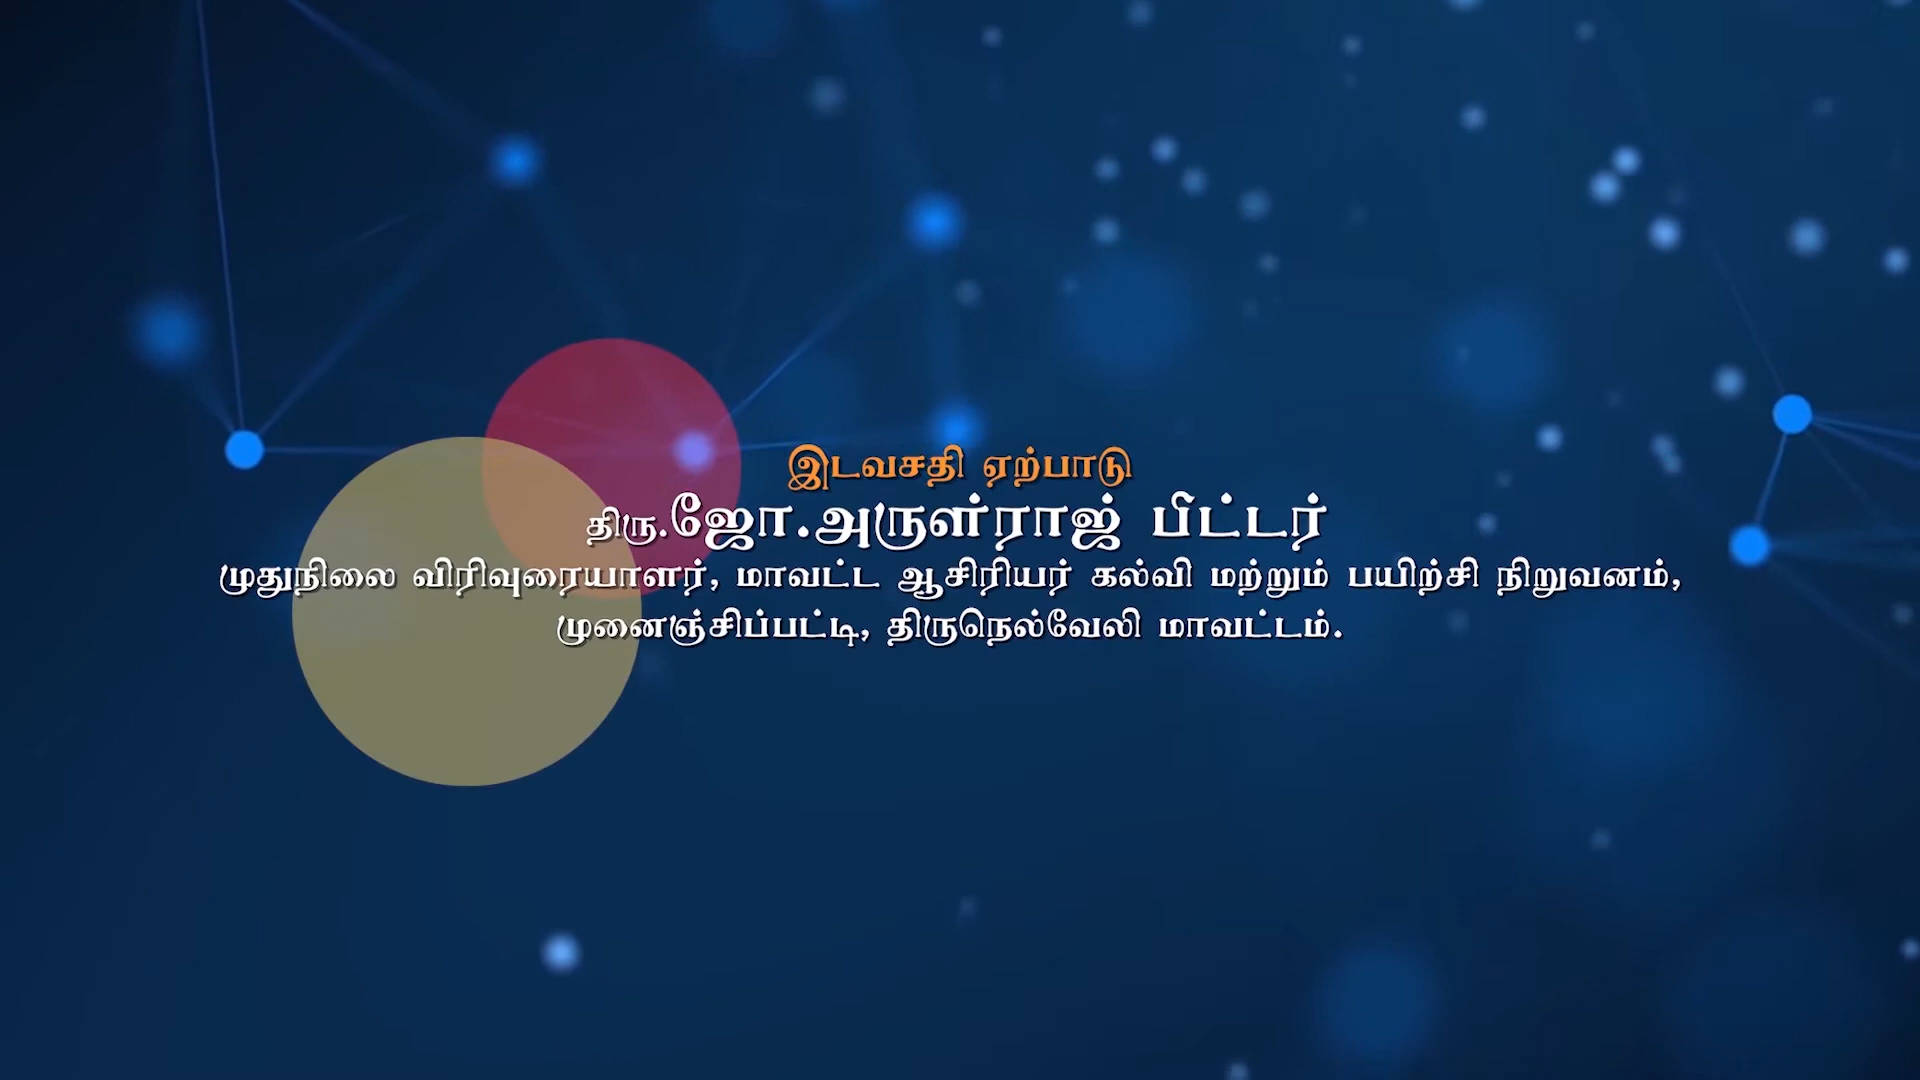 இடவசதி ஏற்பாடு
திரு.ஜோ.அருள்ராஜ் பிட்டர்
முதுநிலை விரிவுரையாளர், மாவட்ட ஆசிரியர் கல்வி மற்றும் பயிற்சி நிறுவனம்,
முனைஞ்சிப்பட்டி, திருநெல்வேலி மாவட்டம்.